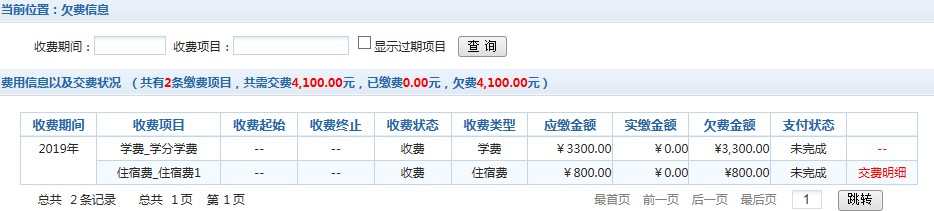 当前位置：欠费信息
收费期间： 收费项目： 显示过期项目 查 询
费用信息以及交费状况 （共有2条缴费项目，共需交费4,100.00元，已缴费0.00元，欠费4,100.00元）
收费期间 收费项目 收费起始 收费终止 收费状态 收费类型 应缴金额 实缴金额 欠费金额 支付状态
2019年 学费_学分学费 -- -- 收费 学费 ￥3300.00 ￥0.00 ¥3,300.00 未完成 --
住宿费_住宿费1 -- -- 收费 住宿费 ￥800.00 ￥0.00 ¥800.00 未完成 交费明细
总共 2 条记录 总共 1 页 第 1 页 最首页 前一页 后一页 最后页 1 跳转